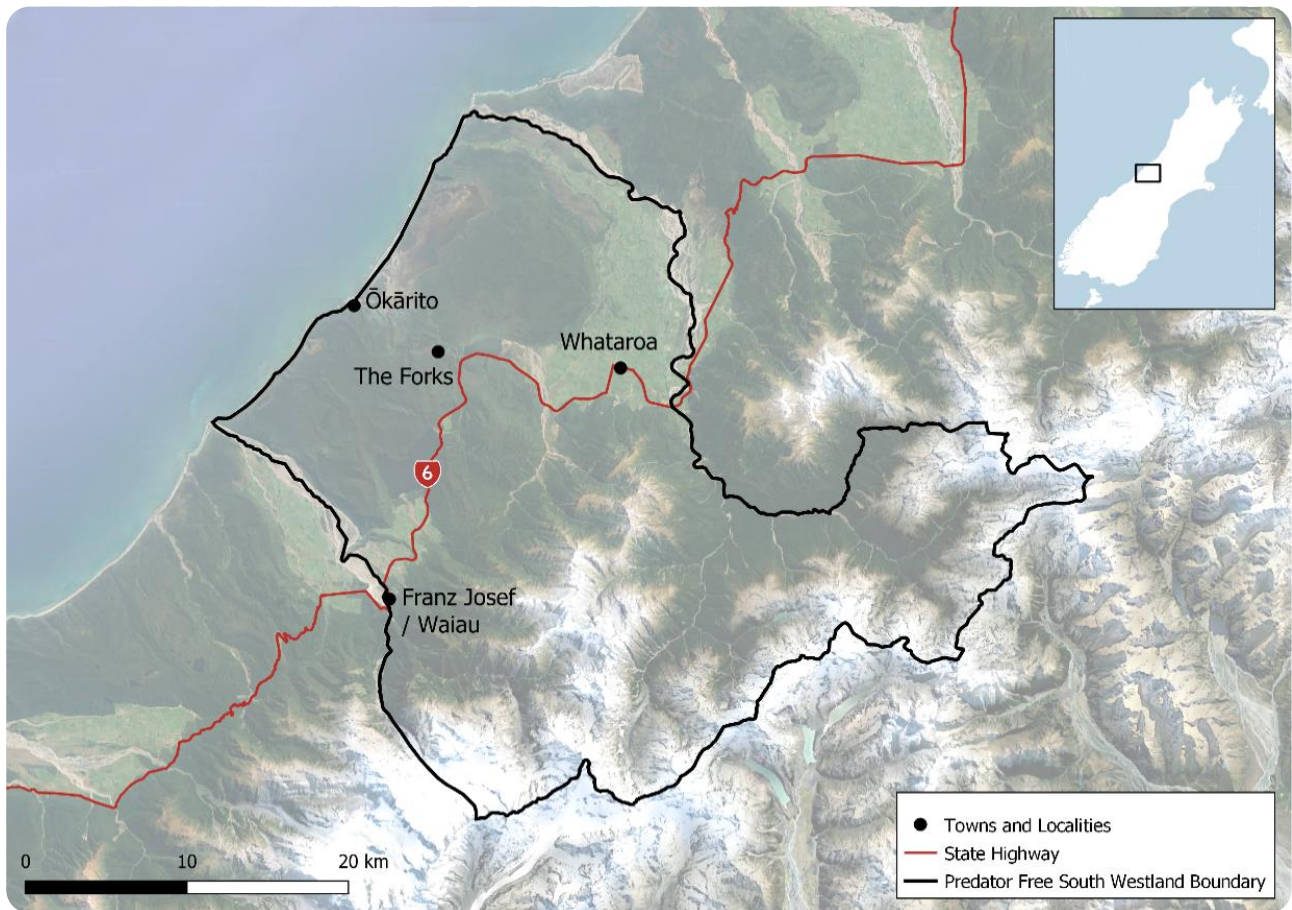 Ōkārito
Whataroa
The Forks
6
Franz Josef
/ Waiau
0 10 20 km
Towns and Localities
State Highway
Predator Free South Westland Boundary